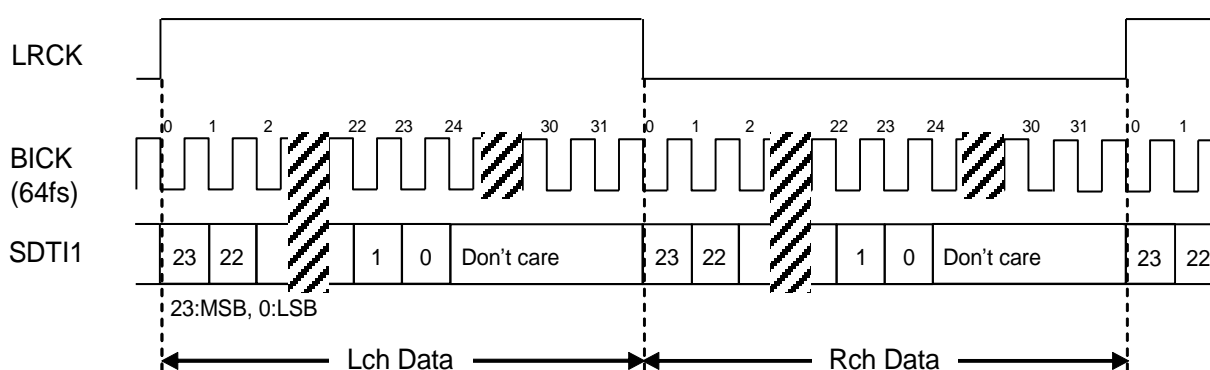 LRCK
0 1 2 22 23 24 30 31 0 1 2 22 23 24 30 31 0 1
BICK
(64fs)
SDTI1 23 22 1 0 Don't care 23 22 1 0 Don't care 23 22
23:MSB, 0:LSB
Lch Data Rch Data